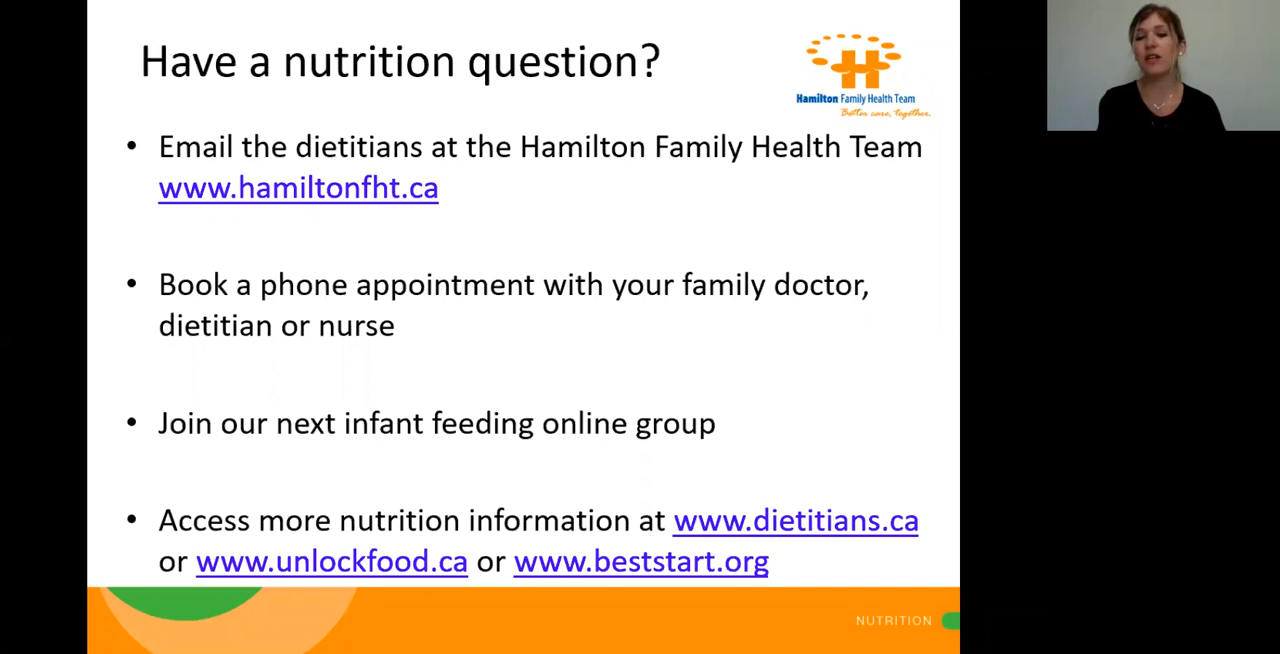 Have a nutrition question?
Hamilton Family Health Team
Better care, together.
• Email the dietitians at the Hamilton Family Health Team
www.hamiltonfht.ca
• Book a phone appointment with your family doctor,
dietitian or nurse
• Join our next infant feeding online group
• Access more nutrition information at www.dietitians.ca
or www.unlockfood.ca or www.beststart.org
NUTRITION